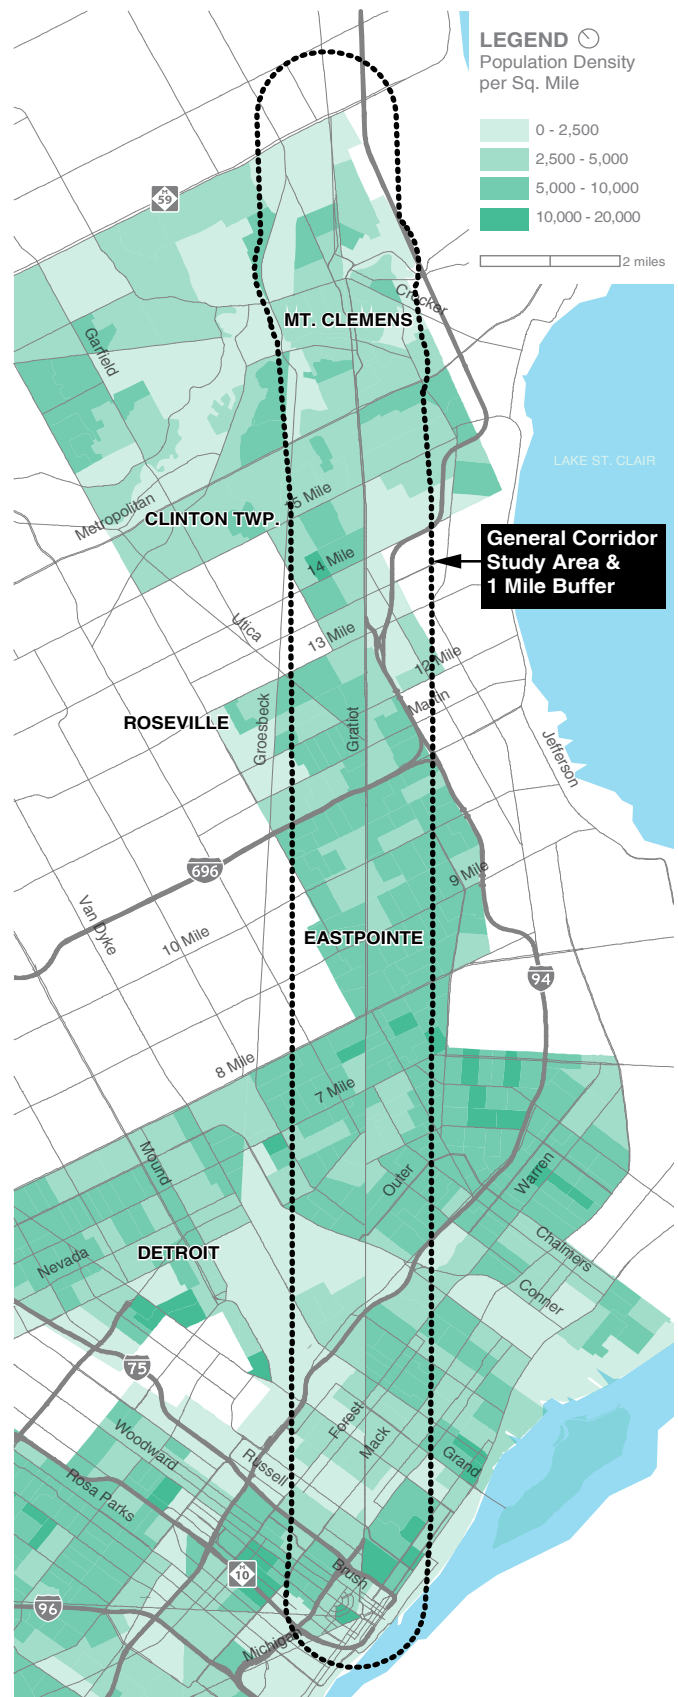 LEGEND
Population Density
per Sq. Mile
0 - 2,500
2,500 - 5,000
5,000 - 10,000
10,000 - 20,000
2 miles
M
59
Crocker
MT. CLEMENS
Garfield
LAKE ST. CLAIR
Metropolitan
15 Mile
CLINTON TWP.
General Corridor
Study Area &
1 Mile Buffer
14 Mile
Utica
13 Mile
12 Mile
Groesbeck
Martin
Gratiot
ROSEVILLE
Jefferson
696
9 Mile
Van Dyke
10 Mile
EASTPOINTE
94
8 Mile
7 Mile
Mound
Outer
Warren
Chalmers
DETROIT
Nevada
Conner
75
Forest
Mack
Woodward
Russell
Grand
Rosa Parks
Brush
M
10
96
Michigan